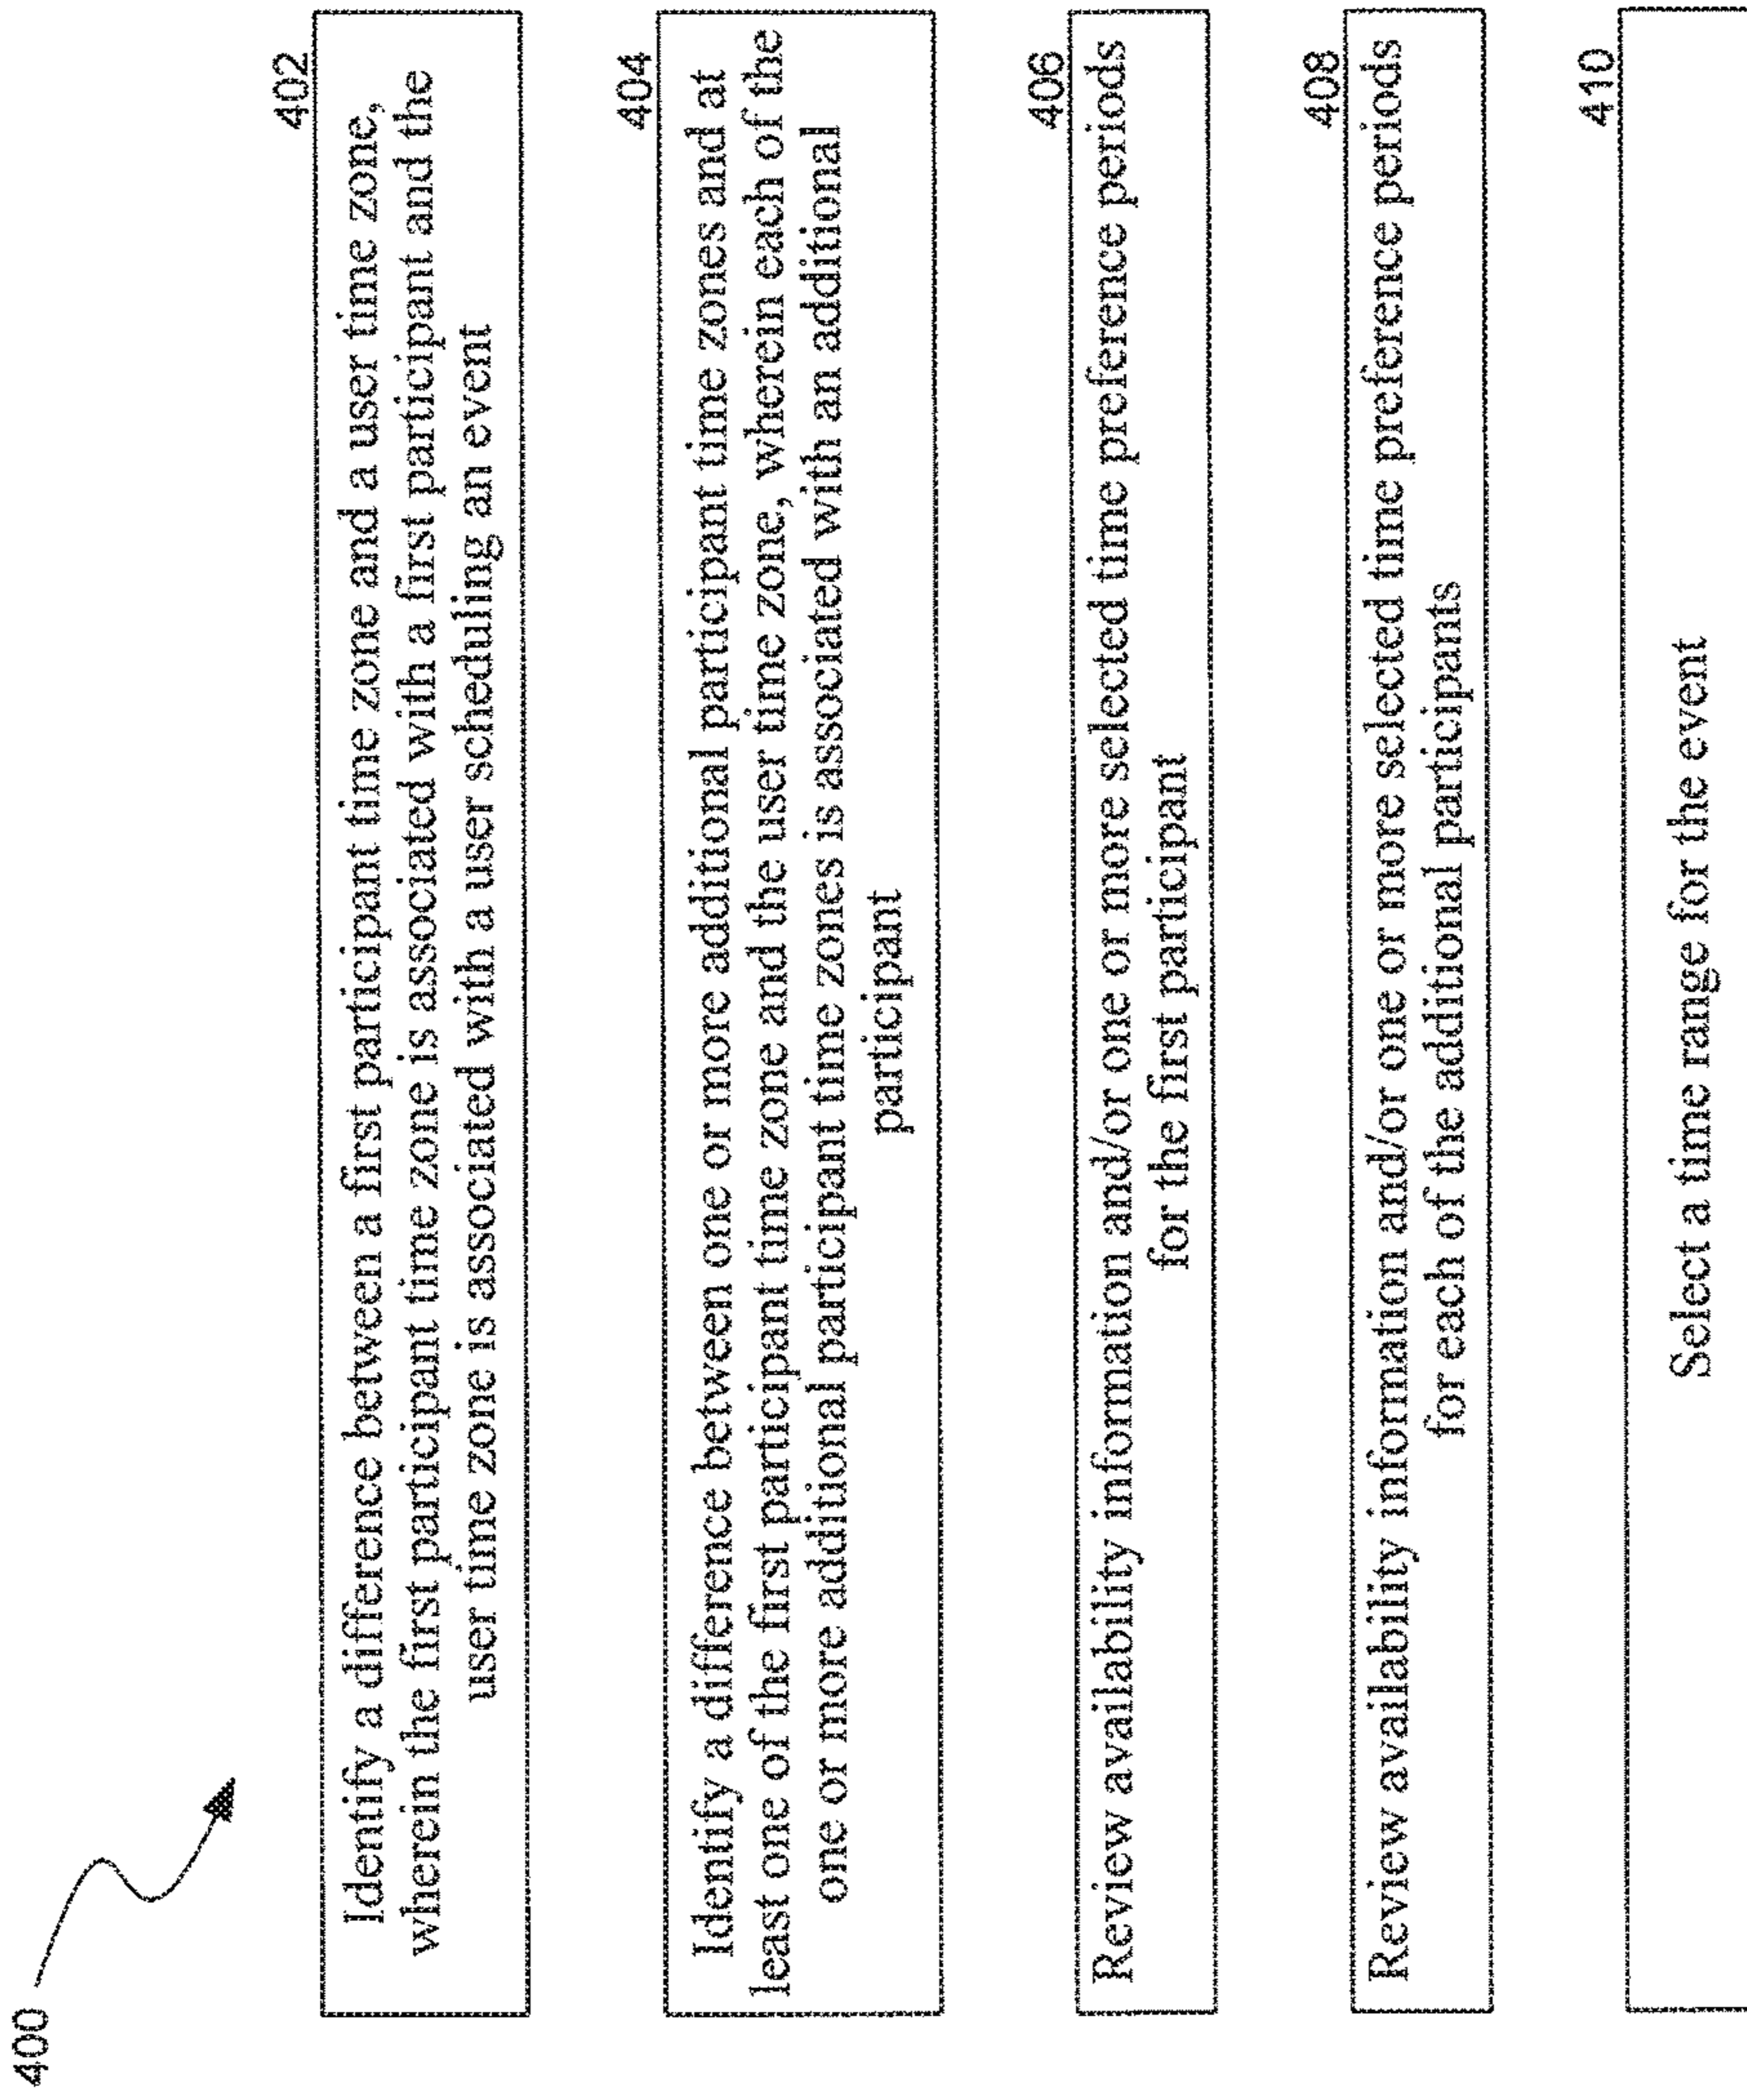 400
402
Identify a difference between a first participant time zone and a user time zone,
wherein the first participant time zone is associated with a first participant and the
user time zone is associated with a user scheduling an event
404
Identify a difference between one or more additional participant time zones and at
least one of the first participant time zone and the user time zone, wherein each of the
one or more additional participant time zones is associated with an additional
participant
406
Review availability information and/or one or more selected time preference periods
for the first participant
408
Review availability information and/or one or more selected time preference periods
for each of the additional participants
410
Select a time range for the event